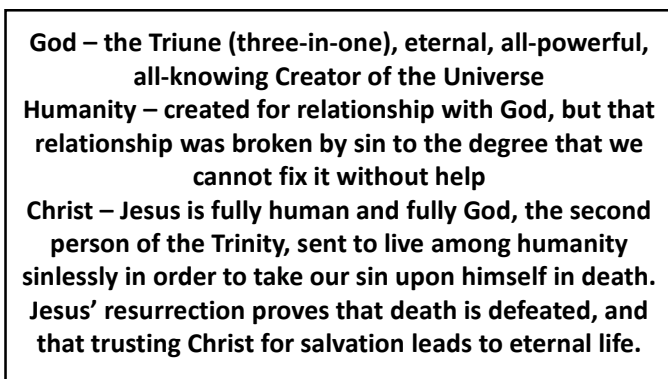 God – the Triune (three-in-one), eternal, all-powerful,
all-knowing Creator of the Universe
Humanity – created for relationship with God, but that
relationship was broken by sin to the degree that we
cannot fix it without help
Christ – Jesus is fully human and fully God, the second
person of the Trinity, sent to live among humanity
sinlessly in order to take our sin upon himself in death.
Jesus’ resurrection proves that death is defeated, and
that trusting Christ for salvation leads to eternal life.